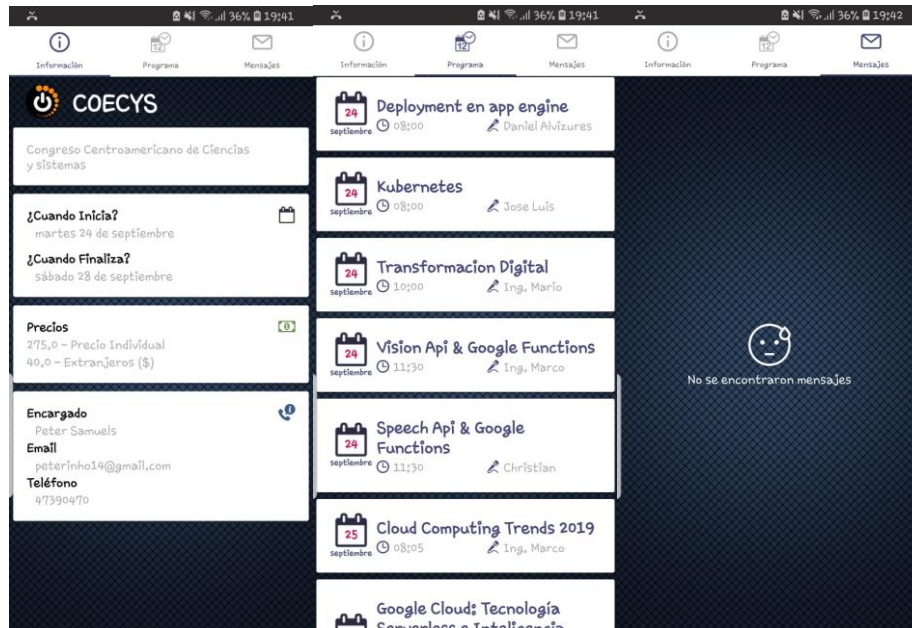 36% 19:41
Información Programa Mensajes
COECYS
Congreso Centroamericano de Ciencias
y sistemas
¿Cuando Inicia?
martes 24 de septiembre
¿Cuando Finaliza?
sábado 28 de septiembre
Precios
275.0 - Precio Individual
40.0 - Extranjeros ($)
Encargado
Peter Samuels
Email
peterinho14@gmail.com
Teléfono
47390470
36% 19:41
Información Programa Mensajes
24 septiembre
Deployment en app engine
08:00 Daniel Alvizures
24 septiembre
Kubernetes
08:00 Jose Luis
24 septiembre
Transformacion Digital
10:00 Ing. Mario
24 septiembre
Vision Api & Google Functions
11:30 Ing. Marco
24 septiembre
Speech Api & Google
Functions
11:30 Christian
25 septiembre
Cloud Computing Trends 2019
08:05 Ing. Marco
Google Cloud: Tecnología
Serverless e Inteligencia
36% 19:42
Información Programa Mensajes
No se encontraron mensajes